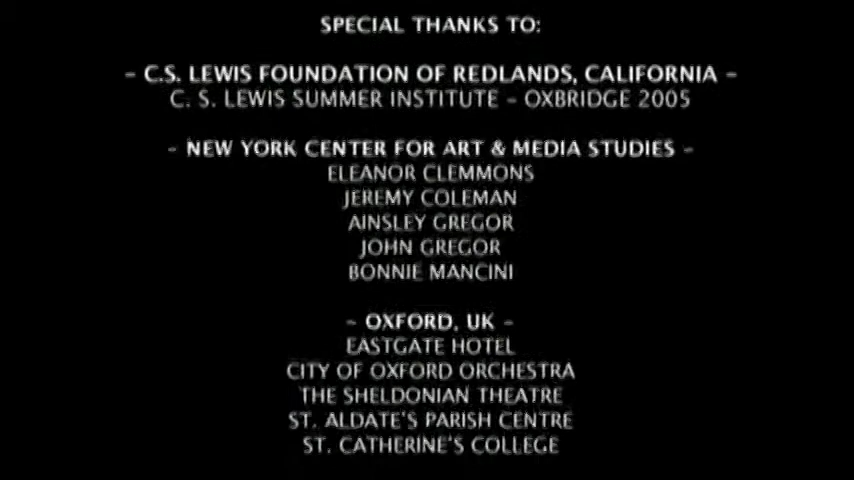 SPECIAL THANKS TO:
- C.S. LEWIS FOUNDATION OF REDLANDS, CALIFORNIA -
C. S. LEWIS SUMMER INSTITUTE - OXBRIDGE 2005
- NEW YORK CENTER FOR ART & MEDIA STUDIES -
ELEANOR CLEMMONS
JEREMY COLEMAN
AINSLEY GREGOR
JOHN GREGOR
BONNIE MANCINI
- OXFORD, UK -
EASTGATE HOTEL
CITY OF OXFORD ORCHESTRA
THE SHELDONIAN THEATRE
ST. ALDATE'S PARISH CENTRE
ST. CATHERINE'S COLLEGE